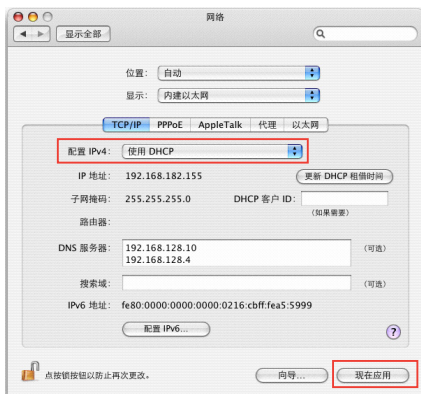 网络
显示全部
位置： 自动
显示： 内建以太网
TCP/IP PPPoE AppleTalk 代理 以太网
配置 IPv4： 使用 DHCP
IP 地址： 192.168.182.155 更新 DHCP 租借时间
子网掩码： 255.255.255.0 DHCP 客户 ID：
（如果需要）
路由器：
DNS 服务器： 192.168.128.10 （可选）
192.168.128.4
搜索域： （可选）
IPv6 地址： fe80:0000:0000:0000:0216:cbff:fea5:5999
配置 IPv6... ?
点按锁按钮以防止再次更改。 向导... 现在应用